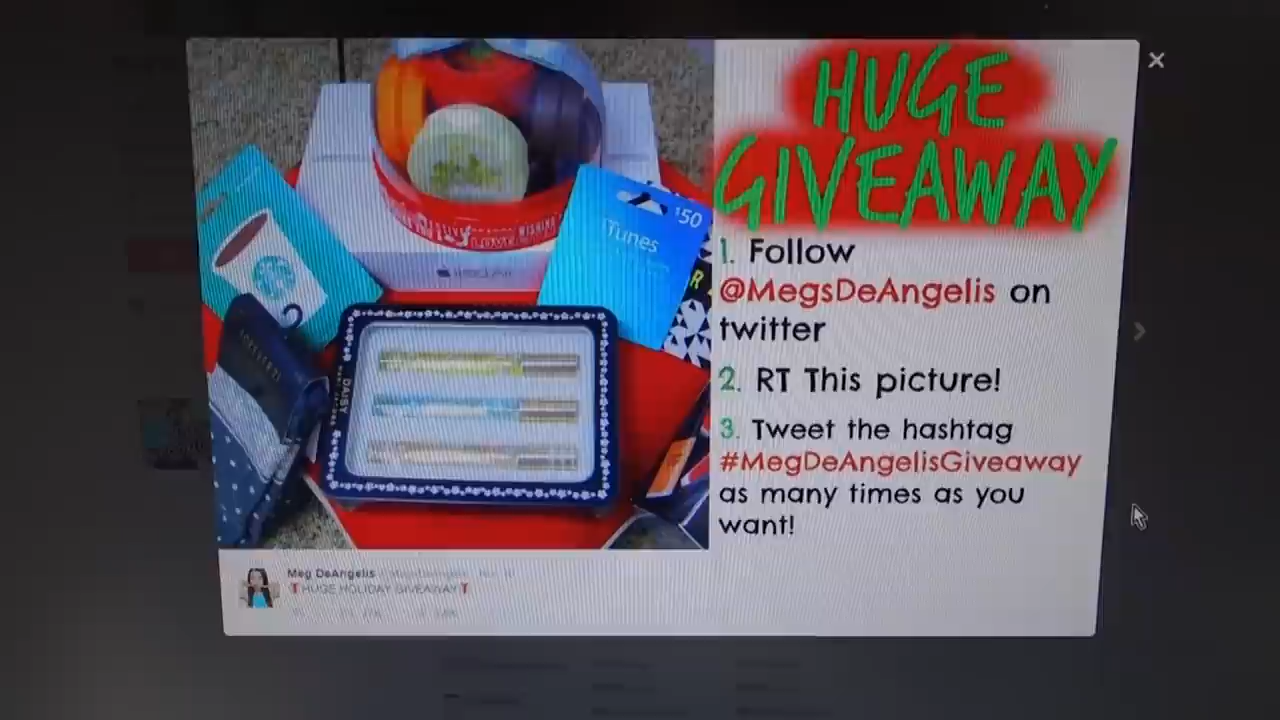 HUGE
GIVEAWAY
1. Follow
@MegsDeAngelis on
twitter
2. RT This picture!
3. Tweet the hashtag
#MegDeAngelisGiveaway
as many times as you
want!
$50
iTunes
DAISY
Meg DeAngelis
HUGE HOLIDAY GIVEAWAY